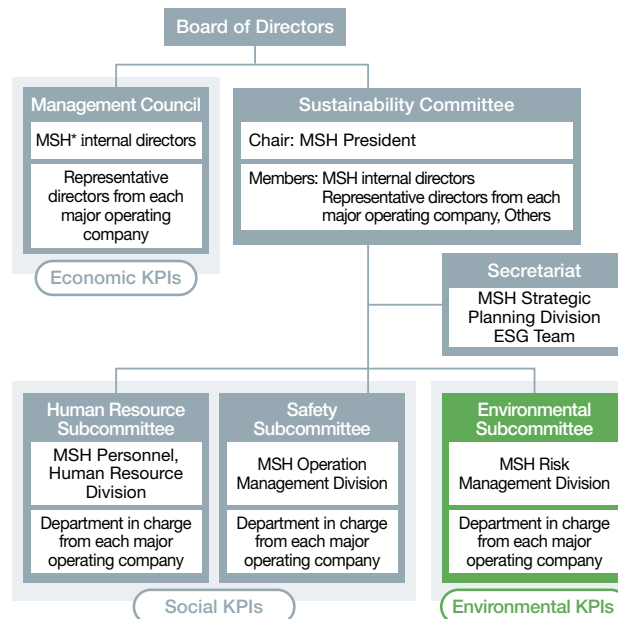 Board of Directors
Management Council
MSH* internal directors
Representative
directors from each
major operating
company
Economic KPIs
Sustainability Committee
Chair: MSH President
Members: MSH internal directors
Representative directors from each
major operating company, Others
Secretariat
MSH Strategic
Planning Division
ESG Team
Human Resource
Subcommittee
MSH Personnel,
Human Resource
Division
Department in charge
from each major
operating company
Safety
Subcommittee
MSH Operation
Management Division
Department in charge
from each major
operating company
Social KPIs
Environmental
Subcommittee
MSH Risk
Management Division
Department in charge
from each major
operating company
Environmental KPIs